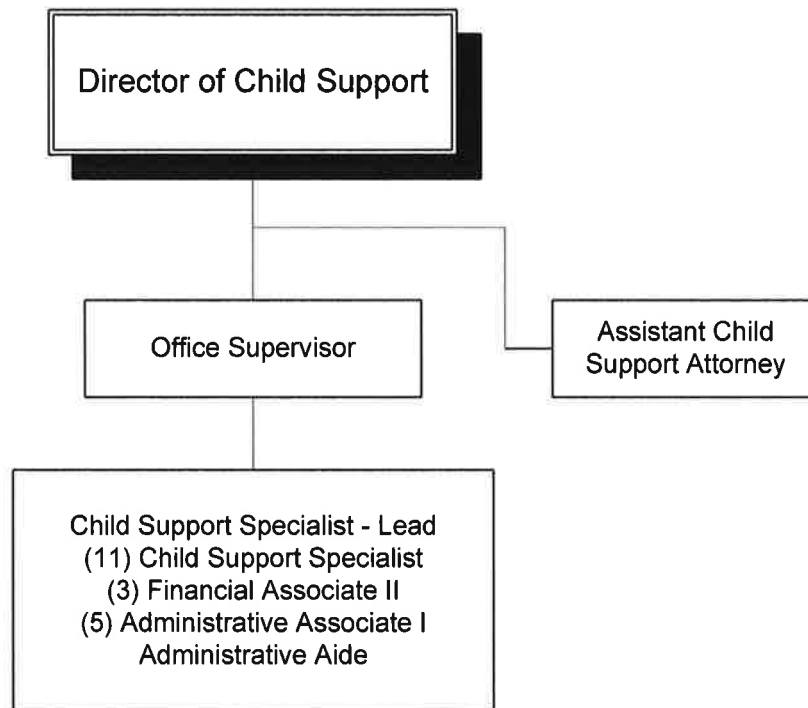 Director of Child Support
Office Supervisor
Assistant Child
Support Attorney
Child Support Specialist - Lead
(11) Child Support Specialist
(3) Financial Associate II
(5) Administrative Associate I
Administrative Aide